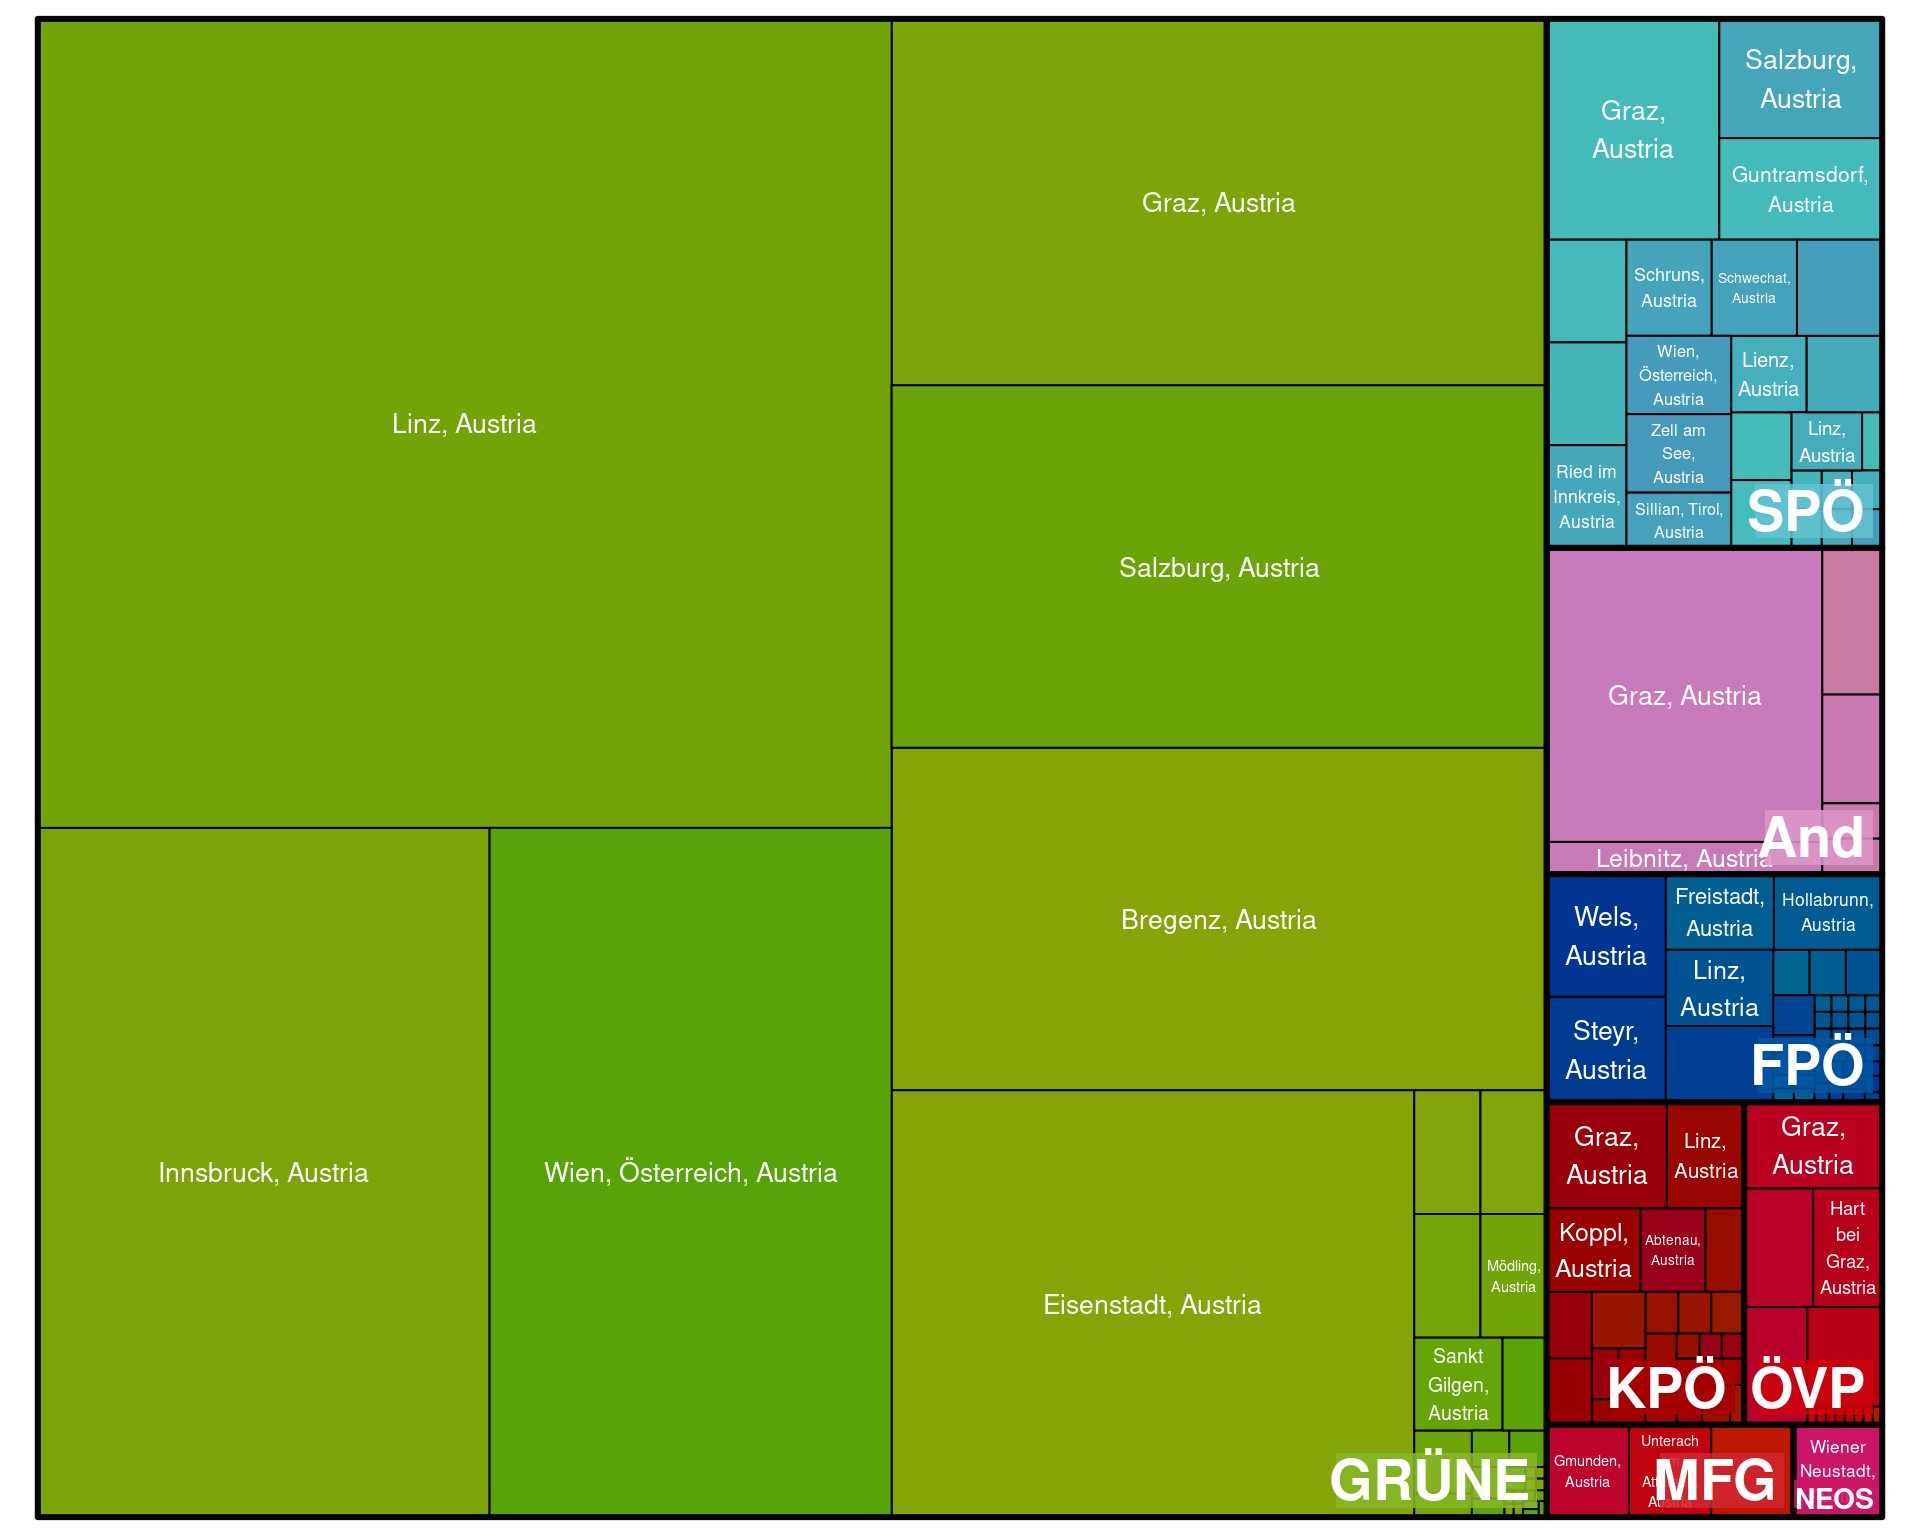 Linz, Austria
Innsbruck, Austria
Wien, Österreich, Austria
Graz, Austria
Salzburg, Austria
Bregenz, Austria
Eisenstadt, Austria
Mödling,
Austria
Sankt
Gilgen,
Austria
GRÜNE
Graz,
Austria
Salzburg,
Austria
Guntramsdorf,
Austria
Schruns,
Austria
Schwechat,
Austria
Wien,
Österreich,
Austria
Lienz,
Austria
Zell am
See,
Austria
Linz,
Austria
Ried im
Innkreis,
Austria
Sillian, Tirol,
Austria
SPÖ
Graz, Austria
Leibnitz, Austria
And
Wels,
Austria
Freistadt,
Austria
Hollabrunn,
Austria
Linz,
Austria
Steyr,
Austria
FPÖ
Graz,
Austria
Linz,
Austria
Koppl,
Austria
Abtenau,
Austria
KPÖ
Graz,
Austria
Hart
bei
Graz,
Austria
ÖVP
Gmunden,
Austria
Unterach
Austria
MFG
Wiener
Neustadt,
NEOS